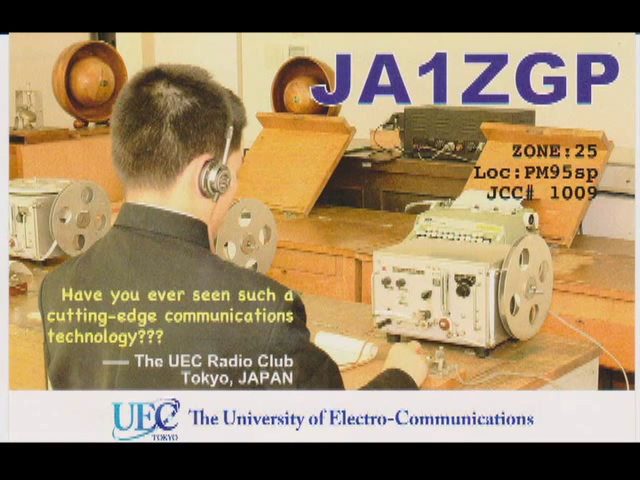 JA1ZGP
ZONE:25
Loc:PM95sp
JCC# 1009
Have you ever seen such a
cutting-edge communications
technology???
—— The UEC Radio Club
Tokyo, JAPAN
UEC
TOKYO
The University of Electro-Communications